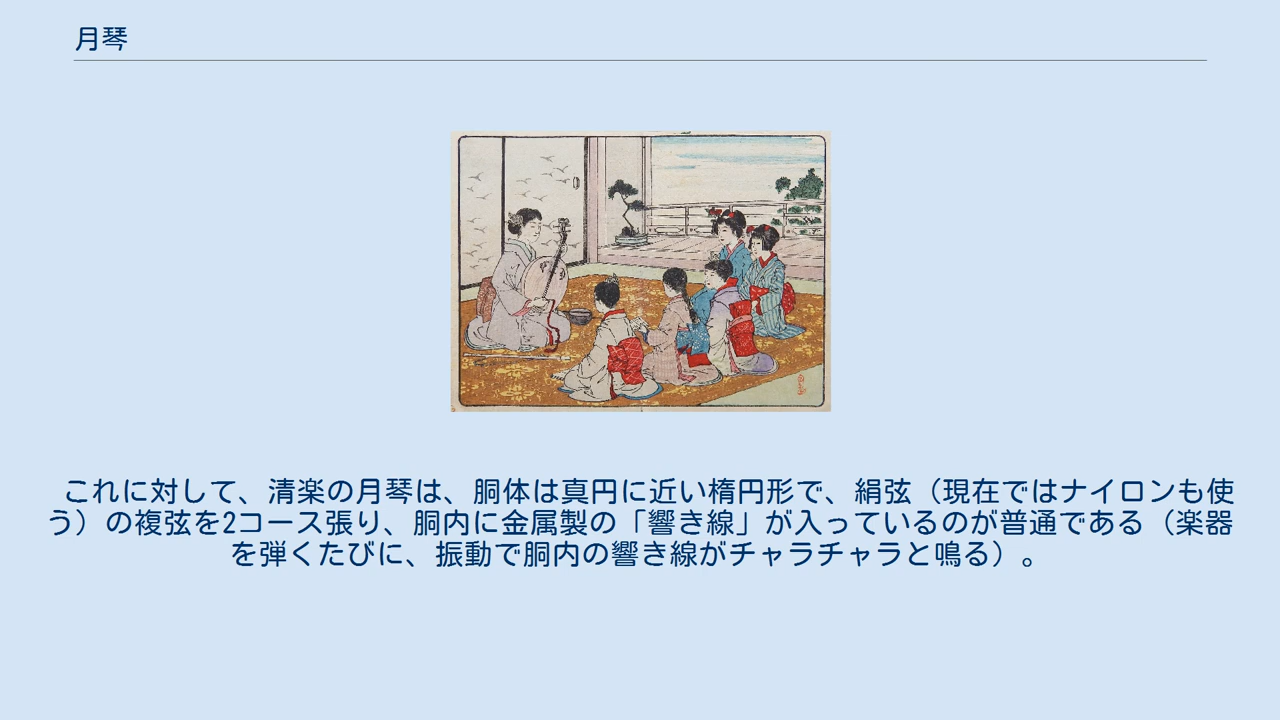 月琴
これに対して、清楽の月琴は、胴体は真円に近い楕円形で、絹弦（現在ではナイロンも使
う）の複弦を2コース張り、胴内に金属製の「響き線」が入っているのが普通である（楽器
を弾くたびに、振動で胴内の響き線がチャラチャラと鳴る）。